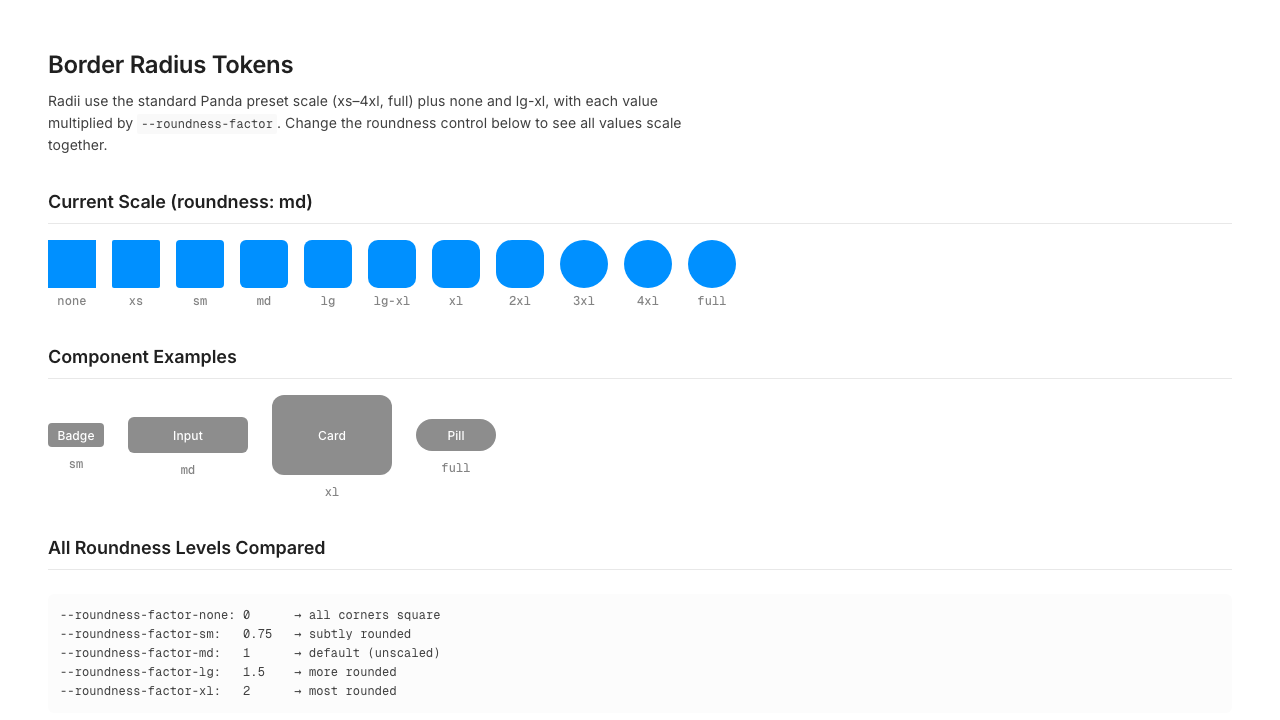 Border Radius Tokens
Radii use the standard Panda preset scale (xs–4xl, full) plus none and lg-xl, with each value
multiplied by --roundness-factor. Change the roundness control below to see all values scale
together.
Current Scale (roundness: md)
none xs sm md lg lg-xl xl 2xl 3xl 4xl full
Component Examples
Badge Input Card Pill
sm md xl full
All Roundness Levels Compared
--roundness-factor-none: 0 → all corners square
--roundness-factor-sm: 0.75 → subtly rounded
--roundness-factor-md: 1 → default (unscaled)
--roundness-factor-lg: 1.5 → more rounded
--roundness-factor-xl: 2 → most rounded